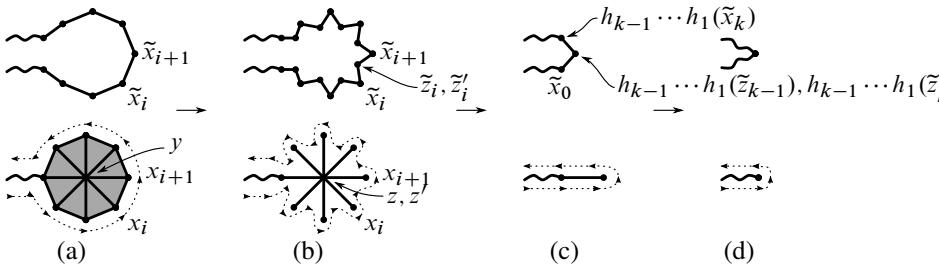 h_{k−1} ⋯ h_1(x̃_k)
x̃_{i+1}
x̃_{i+1}
z̃_i, z̃′_i
x̃_i
x̃_i
x̃_0
h_{k−1} ⋯ h_1(z̃_{k−1}), h_{k−1} ⋯ h_1(z̃
y
x_{i+1}
x_{i+1}
z, z′
x_i
x_i
(a) (b) (c) (d)